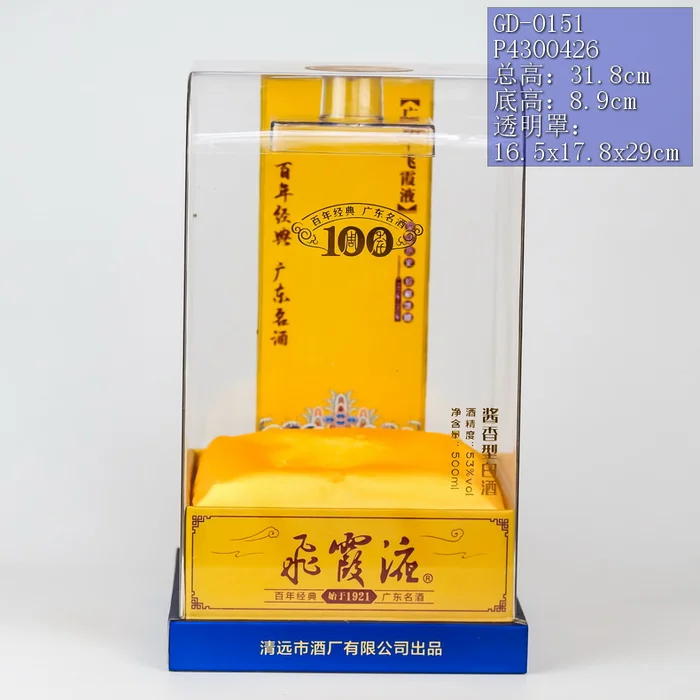 GD-0151
P4300426
总高：31.8cm
底高：8.9cm
透明罩：
16.5x17.8x29cm
飞霞液】
百年经典 广东名酒
百年经典 广东名酒
100
周年
酱香型白酒
酒精度：53%vol
净含量：500ml
飛霞液®
百年经典 始于1921 广东名酒
清远市酒厂有限公司出品